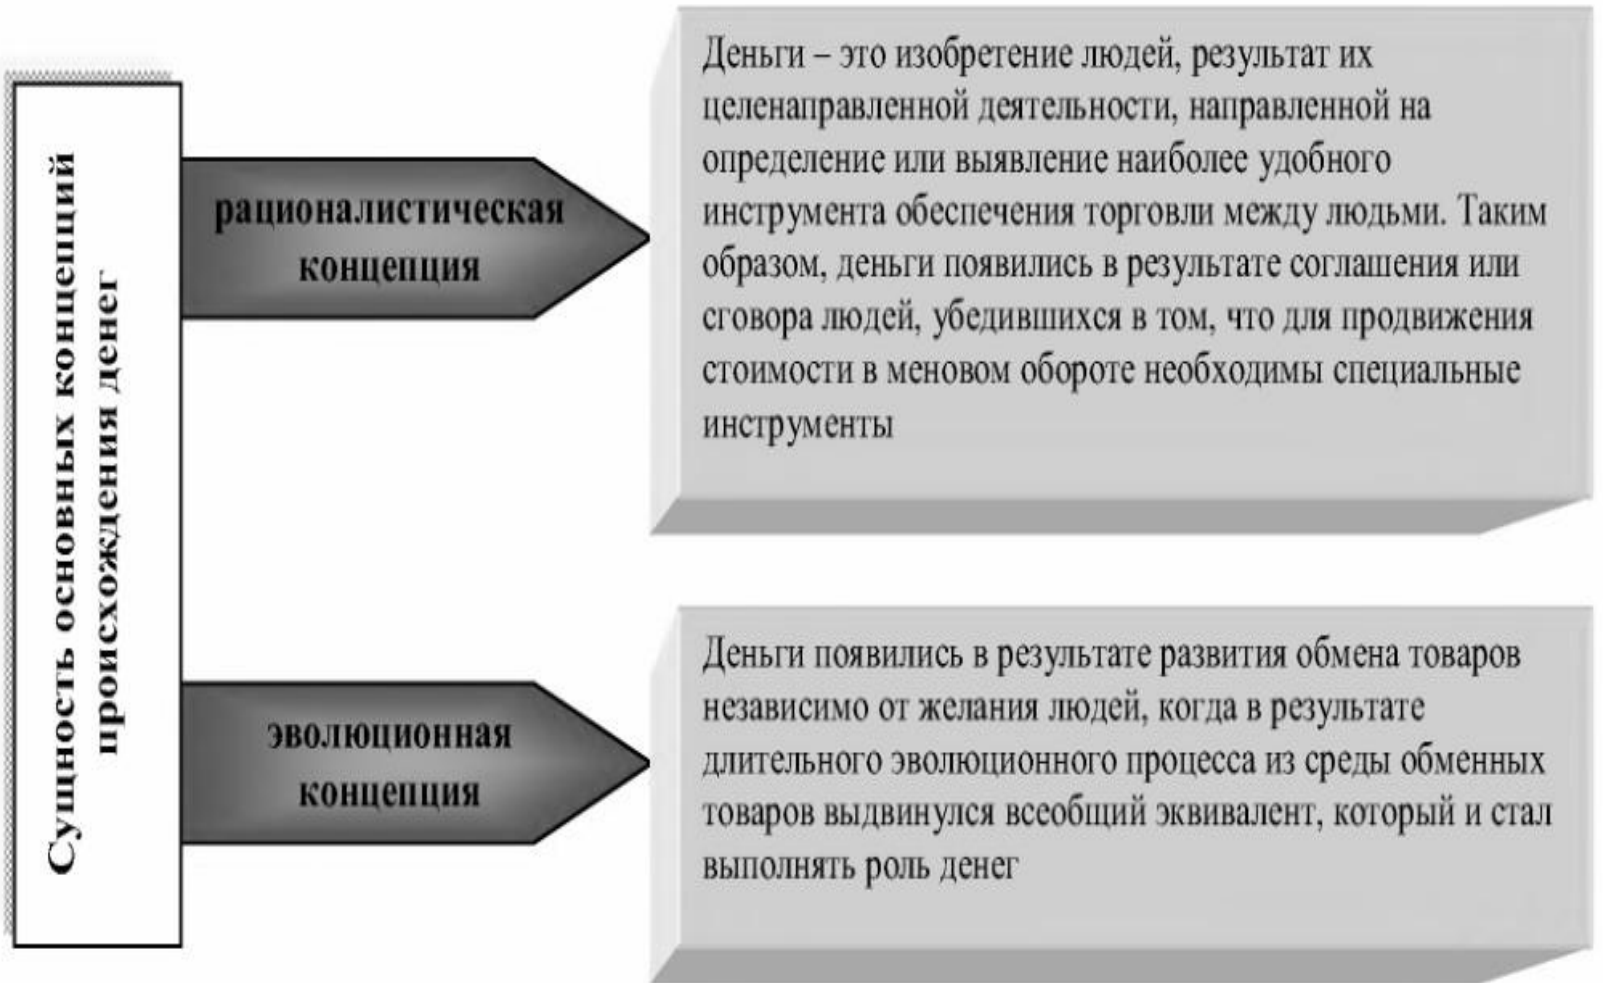 Сущность основных концепций
происхождения денег
рационалистическая
концепция
Деньги – это изобретение людей, результат их
целенаправленной деятельности, направленной на
определение или выявление наиболее удобного
инструмента обеспечения торговли между людьми. Таким
образом, деньги появились в результате соглашения или
сговора людей, убедившихся в том, что для продвижения
стоимости в меновом обороте необходимы специальные
инструменты
эволюционная
концепция
Деньги появились в результате развития обмена товаров
независимо от желания людей, когда в результате
длительного эволюционного процесса из среды обменных
товаров выдвинулся всеобщий эквивалент, который и стал
выполнять роль денег